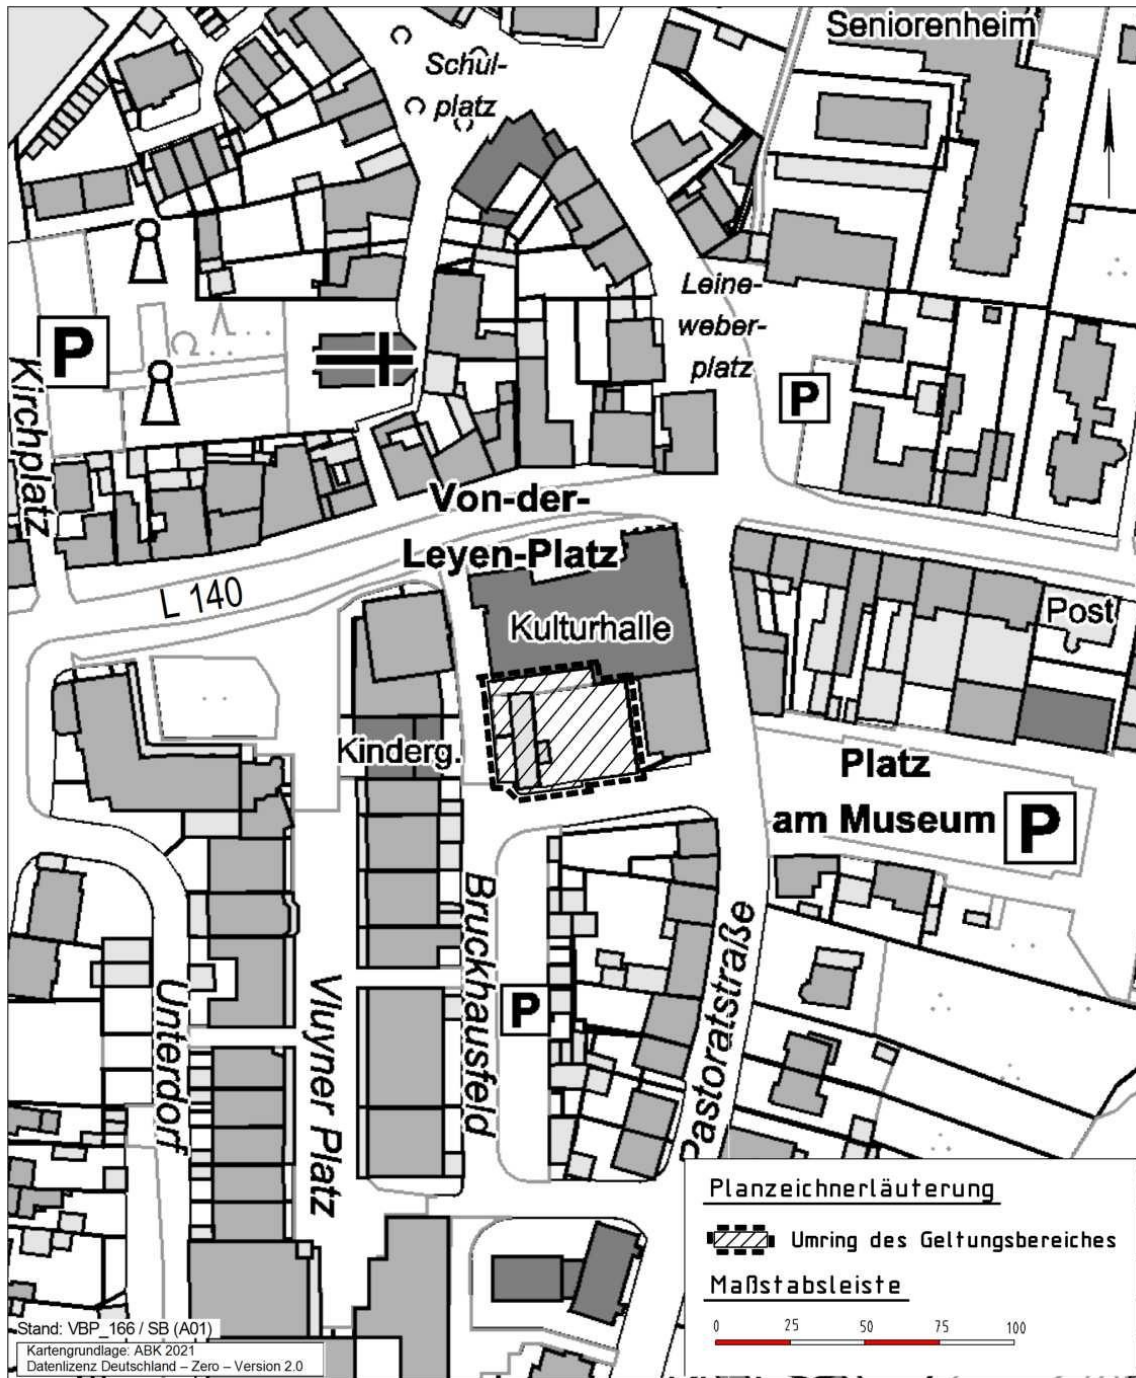 Seniorenheim
Schul-
platz
Leine-
weber-
platz
P
P
Kirchplatz
Von-der-
Leyen-Platz
L 140
Kulturhalle
Post
Kinderg.
Platz
am Museum
P
Bruckhausfeld
Pastoratstraße
P
Unterdorf
Vluyner Platz
Planzeichnerläuterung
Umring des Geltungsbereiches
Maßstabsleiste
0 25 50 75 100
Stand: VBP_166 / SB (A01)
Kartengrundlage: ABK 2021
Datenlizenz Deutschland – Zero – Version 2.0